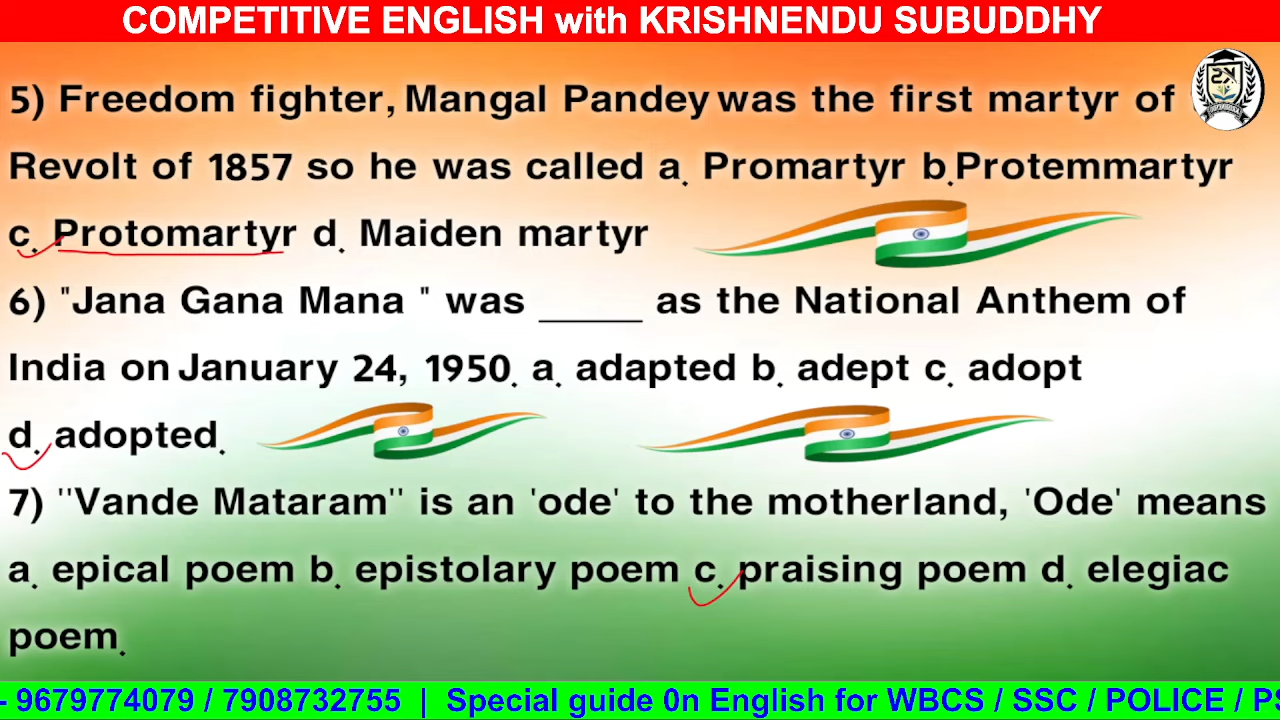 COMPETITIVE ENGLISH with KRISHNENDU SUBUDDHY
5) Freedom fighter, Mangal Pandey was the first martyr of
Revolt of 1857 so he was called a. Promartyr b.Protemmartyr
c. Protomartyr d. Maiden martyr
6) "Jana Gana Mana " was _____ as the National Anthem of
India on January 24, 1950. a. adapted b. adept c. adopt
d. adopted.
7) ''Vande Mataram'' is an 'ode' to the motherland, 'Ode' means
a. epical poem b. epistolary poem c. praising poem d. elegiac
poem.
- 9679774079 / 7908732755 | Special guide 0n English for WBCS / SSC / POLICE / PS